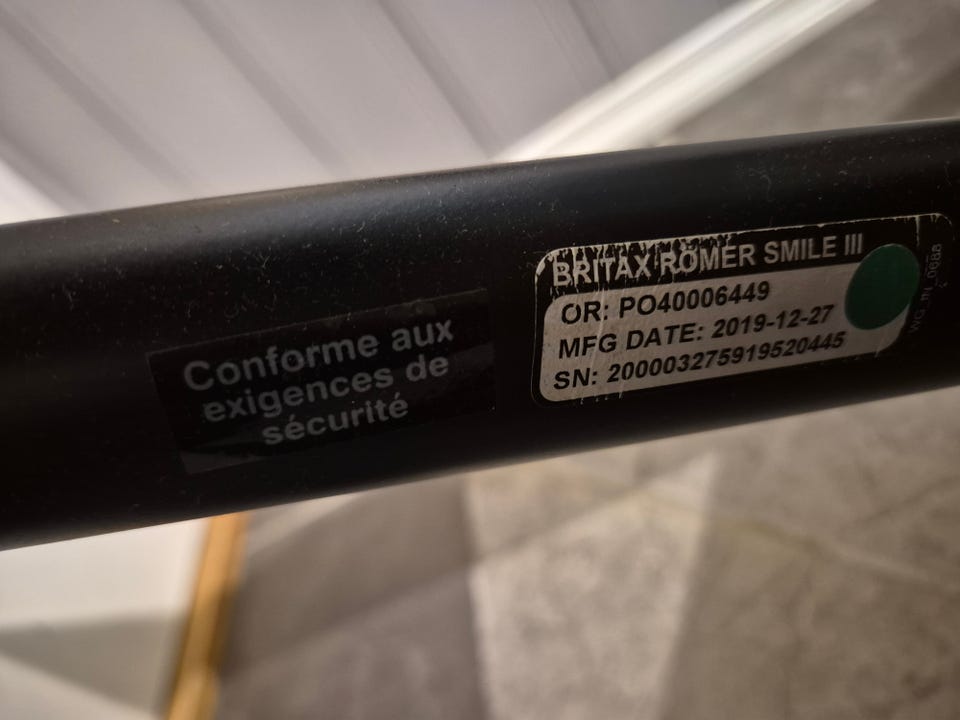 Conforme aux
exigences de
sécurité
BRITAX RÖMER SMILE III
OR: PO40006449
MFG DATE: 2019-12-27
SN: 200003275919520445